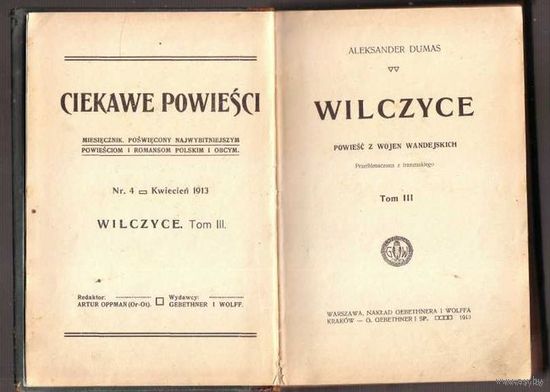 CIEKAWE POWIEŚCI
MIESIĘCZNIK, POŚWIĘCONY NAJWYBITNIEJSZYM
POWIEŚCIOM I ROMANSOM POLSKIM I OBCYM.
Nr. 4 Kwiecień 1913
WILCZYCE. Tom III.
Redaktor:
ARTUR OPPMAN (Or-Ot).
Wydawcy:
GEBETHNER I WOLFF.
ALEKSANDER DUMAS
WILCZYCE
POWIEŚĆ Z WOJEN WANDEJSKICH
Przetłómaczona z francuskiego
Tom III
G W
WARSZAWA. NAKŁAD GEBETHNERA I WOLFFA
KRAKÓW — G. GEBETHNER I SP. 1913